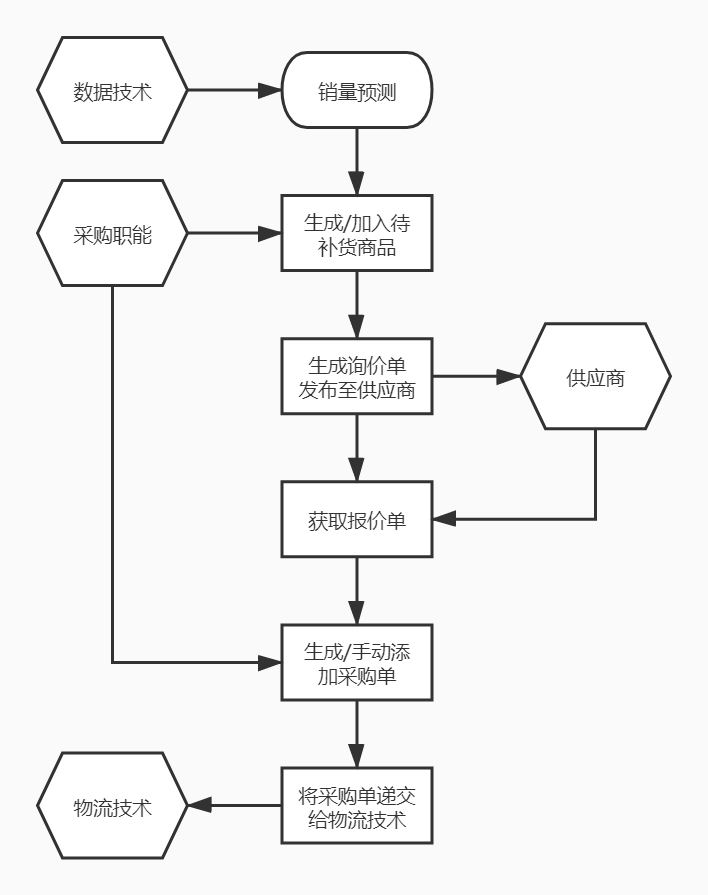 数据技术
销量预测
采购职能
生成/加入待
补货商品
生成询价单
发布至供应商
供应商
获取报价单
生成/手动添
加采购单
物流技术
将采购单递交
给物流技术